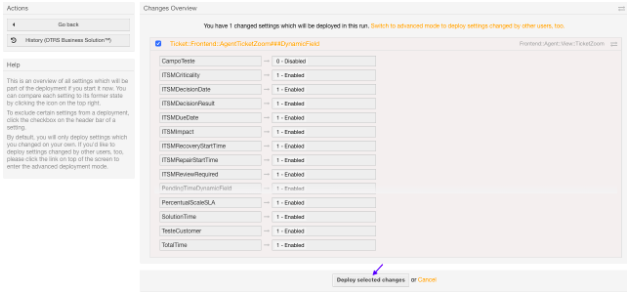 Actions
Go back
History (OTRS Business Solution™)
Help
This is an overview of all settings which will be
part of the deployment if you start it now. You
can compare each setting to its former state
by clicking the icon on the top right.
To exclude certain settings from a deployment,
click the checkbox on the header bar of a
setting.
By default, you will only deploy settings which
you changed on your own. If you'd like to
deploy settings changed by other users, too,
please click the link on top of the screen to
enter the advanced deployment mode.
Changes Overview
You have 1 changed settings which will be deployed in this run. Switch to advanced mode to deploy settings changed by other users, too.
Ticket::Frontend::AgentTicketZoom###DynamicField
Frontend::Agent::View::TicketZoom
CampoTeste 0 - Disabled
ITSMCriticality 1 - Enabled
ITSMDecisionDate 1 - Enabled
ITSMDecisionResult 1 - Enabled
ITSMDueDate 1 - Enabled
ITSMImpact 1 - Enabled
ITSMRecoveryStartTime 1 - Enabled
ITSMRepairStartTime 1 - Enabled
ITSMReviewRequired 1 - Enabled
PendingTimeDynamicField 1 - Enabled
PercentualScaleSLA 1 - Enabled
SolutionTime 1 - Enabled
TesteCustomer 1 - Enabled
TotalTime 1 - Enabled
Deploy selected changes or Cancel